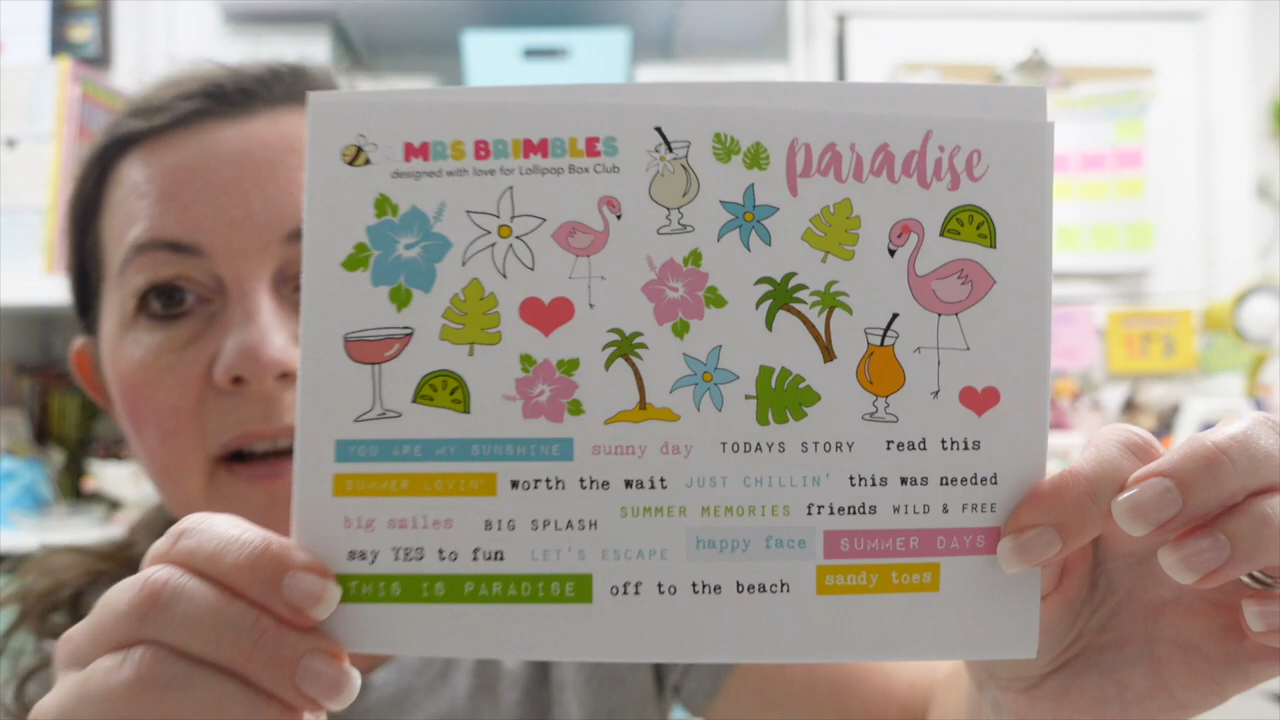 MRS BRIMBLES
designed with love for Lollipop Box Club
paradise
YOU ARE MY SUNSHINE sunny day TODAYS STORY read this
SUMMER LOVIN' worth the wait JUST CHILLIN' this was needed
big smiles BIG SPLASH SUMMER MEMORIES friends WILD & FREE
say YES to fun LET'S ESCAPE happy face SUMMER DAYS
THIS IS PARADISE off to the beach sandy toes